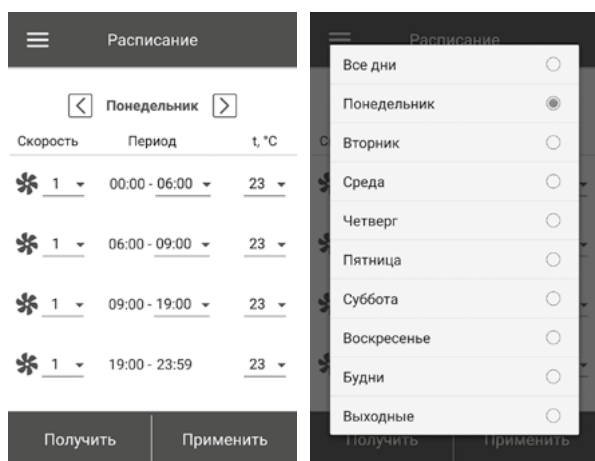 Расписание
Понедельник
Скорость Период t, °C
1 00:00 - 06:00 23
1 06:00 - 09:00 23
1 09:00 - 19:00 23
1 19:00 - 23:59 23
Получить Применить
Расписание
Все дни
Понедельник
Вторник
Среда
Четверг
Пятница
Суббота
Воскресенье
Будни
Выходные
Получить Применить